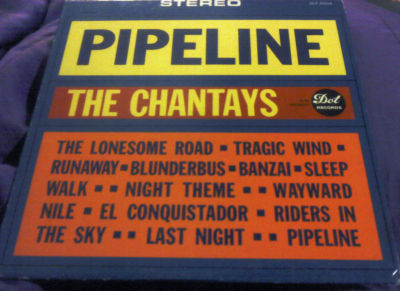 STEREO
PIPELINE
THE CHANTAYS
Dot
RECORDS
THE LONESOME ROAD ▪ TRAGIC WIND ▪
RUNAWAY ▪ BLUNDERBUS ▪ BANZAI ▪ SLEEP
WALK ▪ ▪ NIGHT THEME ▪ ▪ WAYWARD
NILE ▪ EL CONQUISTADOR ▪ RIDERS IN
THE SKY ▪ ▪ LAST NIGHT ▪ ▪ PIPELINE